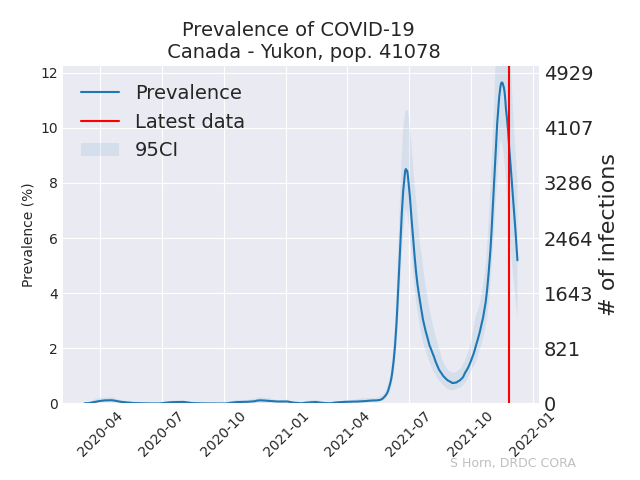 Prevalence of COVID-19
Canada - Yukon, pop. 41078
Prevalence
Latest data
95CI
Prevalence (%)
12
10
8
6
4
2
0
4929
4107
3286
2464
1643
821
0
# of infections
2020-04
2020-07
2020-10
2021-01
2021-04
2021-07
2021-10
2022-01
S Horn, DRDC CORA